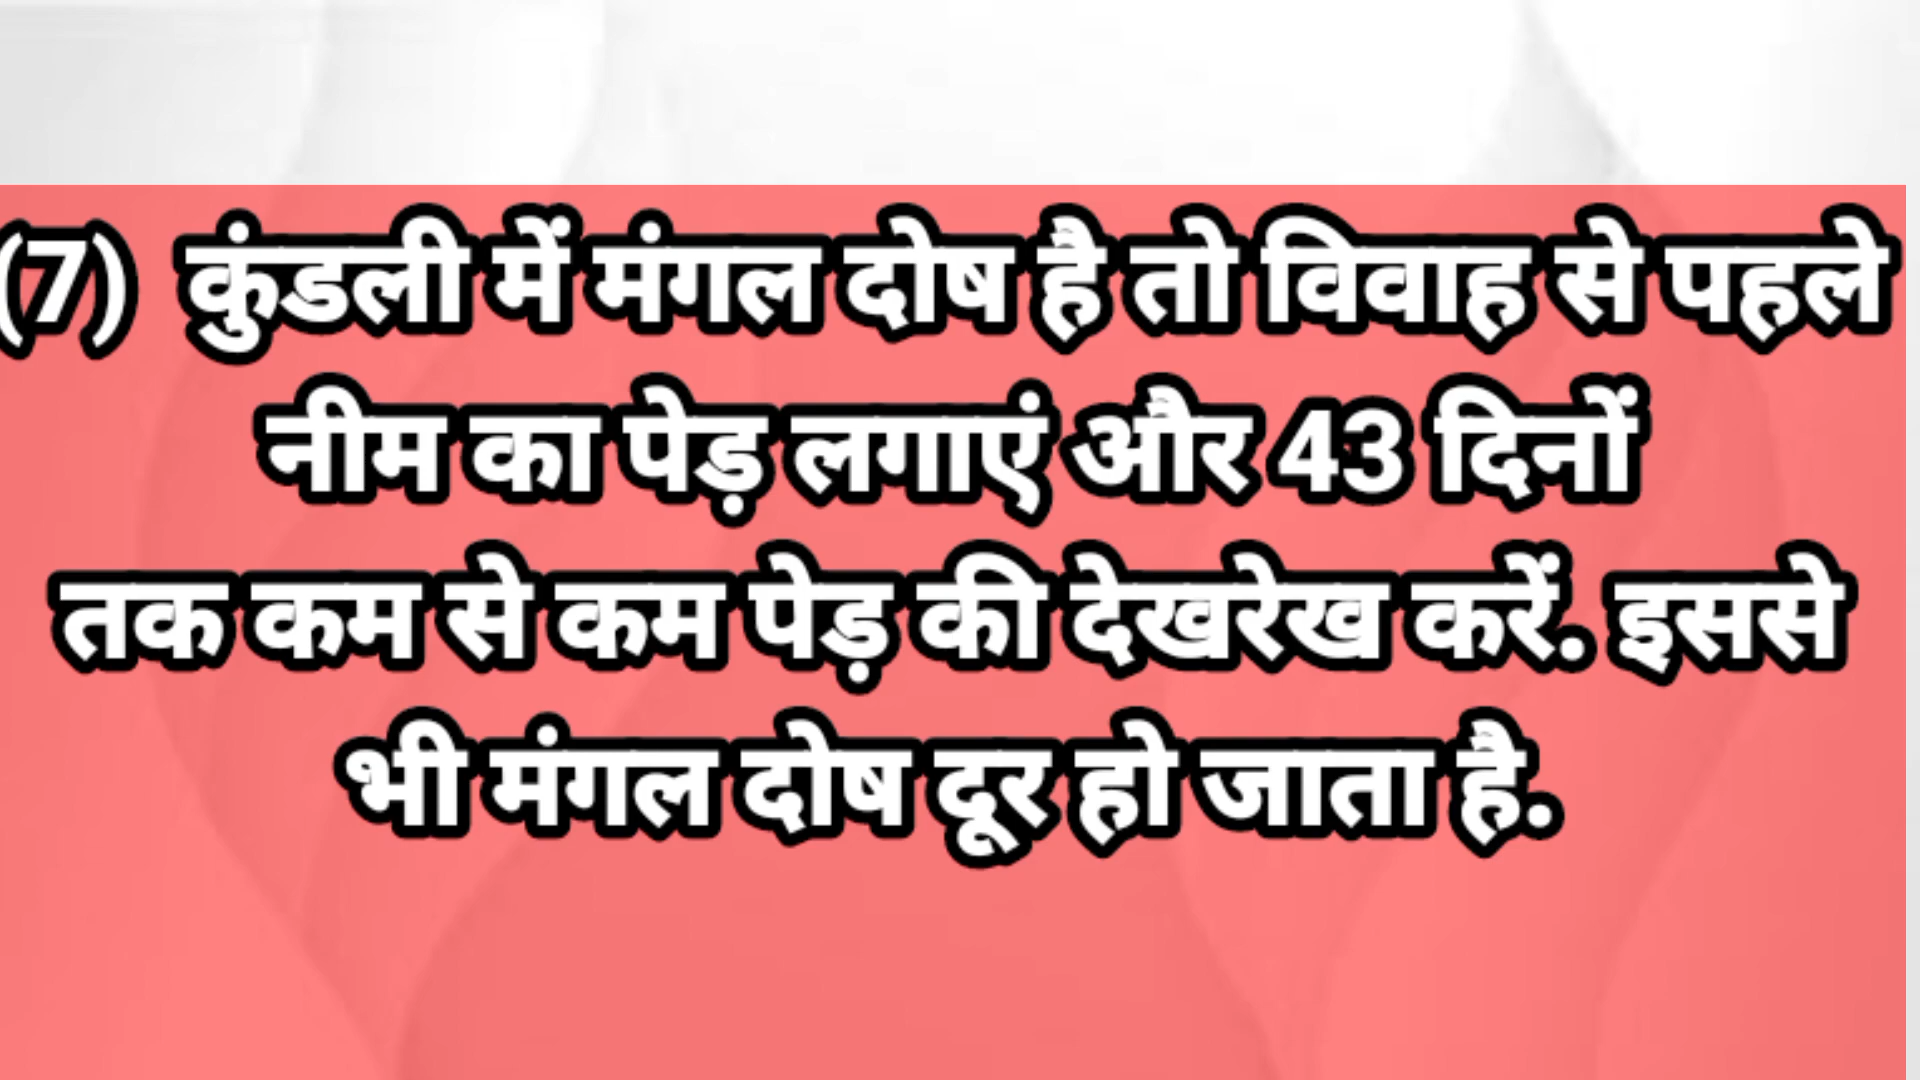 (7) कुंडली में मंगल दोष है तो विवाह से पहले
नीम का पेड़ लगाएं और 43 दिनों
तक कम से कम पेड़ की देखरेख करें. इससे
भी मंगल दोष दूर हो जाता है.